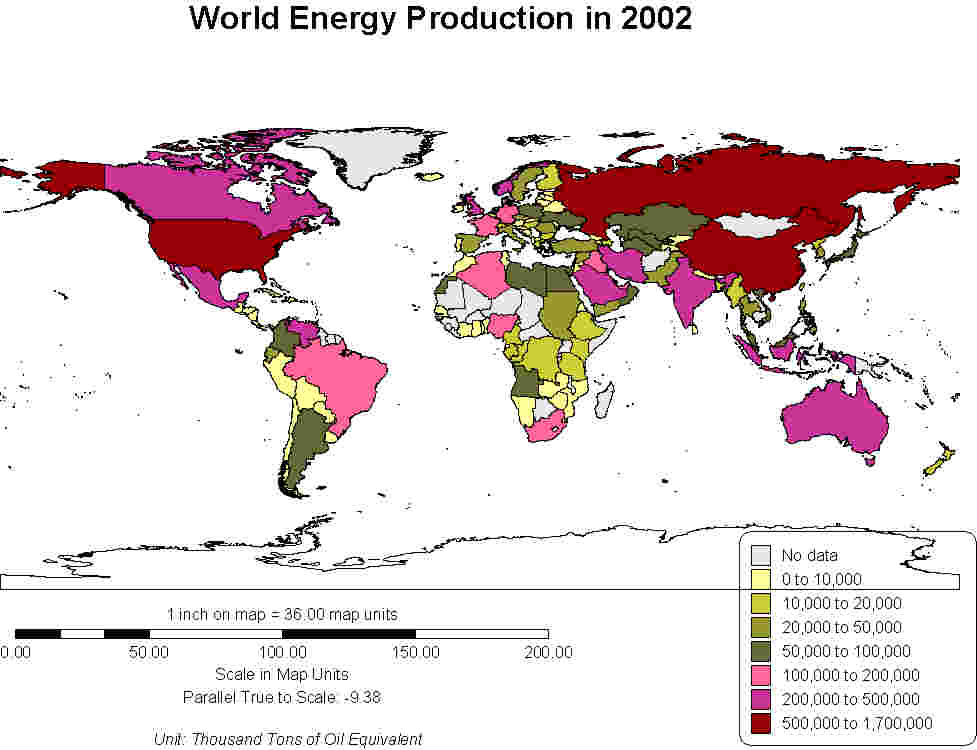 World Energy Production in 2002
No data
0 to 10,000
10,000 to 20,000
20,000 to 50,000
50,000 to 100,000
100,000 to 200,000
200,000 to 500,000
500,000 to 1,700,000
1 inch on map = 36.00 map units
0.00 50.00 100.00 150.00 200.00
Scale in Map Units
Parallel True to Scale: -9.38
Unit: Thousand Tons of Oil Equivalent